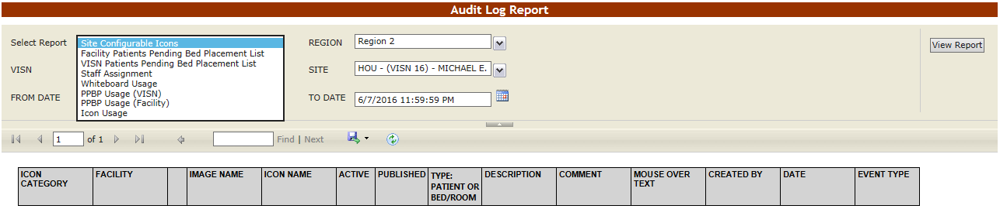 Audit Log Report
Select Report
Site Configurable Icons
Facility Patients Pending Bed Placement List
VISN Patients Pending Bed Placement List
Staff Assignment
Whiteboard Usage
PPBP Usage (VISN)
PPBP Usage (Facility)
Icon Usage
REGION
Region 2
View Report
VISN
SITE
HOU - (VISN 16) - MICHAEL E.
FROM DATE
TO DATE
6/7/2016 11:59:59 PM
1 of 1
Find | Next
ICON CATEGORY
FACILITY
IMAGE NAME
ICON NAME
ACTIVE
PUBLISHED
TYPE: PATIENT OR BED/ROOM
DESCRIPTION
COMMENT
MOUSE OVER TEXT
CREATED BY
DATE
EVENT TYPE